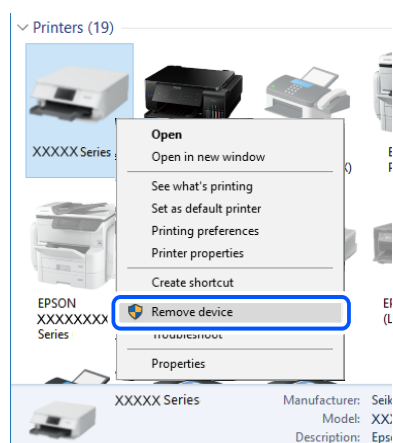 Printers (19)
XXXXX Series
Open
Open in new window
See what's printing
Set as default printer
Printing preferences
Printer properties
Create shortcut
Remove device
Troubleshoot
Properties
EPSON
XXXXXXXX
Series
XXXXX Series
Manufacturer:
Model:
Description: